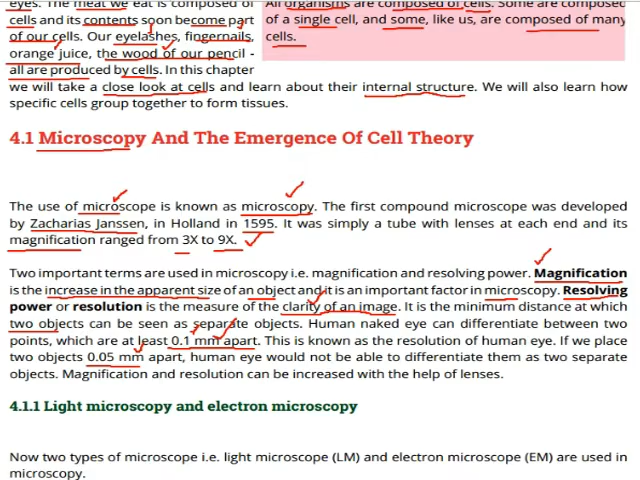 eyes. The meat we eat is composed of
cells and its contents soon become part
of our cells. Our eyelashes, fingernails,
orange juice, the wood of our pencil -
all are produced by cells. In this chapter
All organisms are composed of cells. Some are composed
of a single cell, and some, like us, are composed of many
cells.
we will take a close look at cells and learn about their internal structure. We will also learn how
specific cells group together to form tissues.
4.1 Microscopy And The Emergence Of Cell Theory
The use of microscope is known as microscopy. The first compound microscope was developed
by Zacharias Janssen, in Holland in 1595. It was simply a tube with lenses at each end and its
magnification ranged from 3X to 9X.
Two important terms are used in microscopy i.e. magnification and resolving power. Magnification
is the increase in the apparent size of an object and it is an important factor in microscopy. Resolving
power or resolution is the measure of the clarity of an image. It is the minimum distance at which
two objects can be seen as separate objects. Human naked eye can differentiate between two
points, which are at least 0.1 mm apart. This is known as the resolution of human eye. If we place
two objects 0.05 mm apart, human eye would not be able to differentiate them as two separate
objects. Magnification and resolution can be increased with the help of lenses.
4.1.1 Light microscopy and electron microscopy
Now two types of microscope i.e. light microscope (LM) and electron microscope (EM) are used in
microscopy.